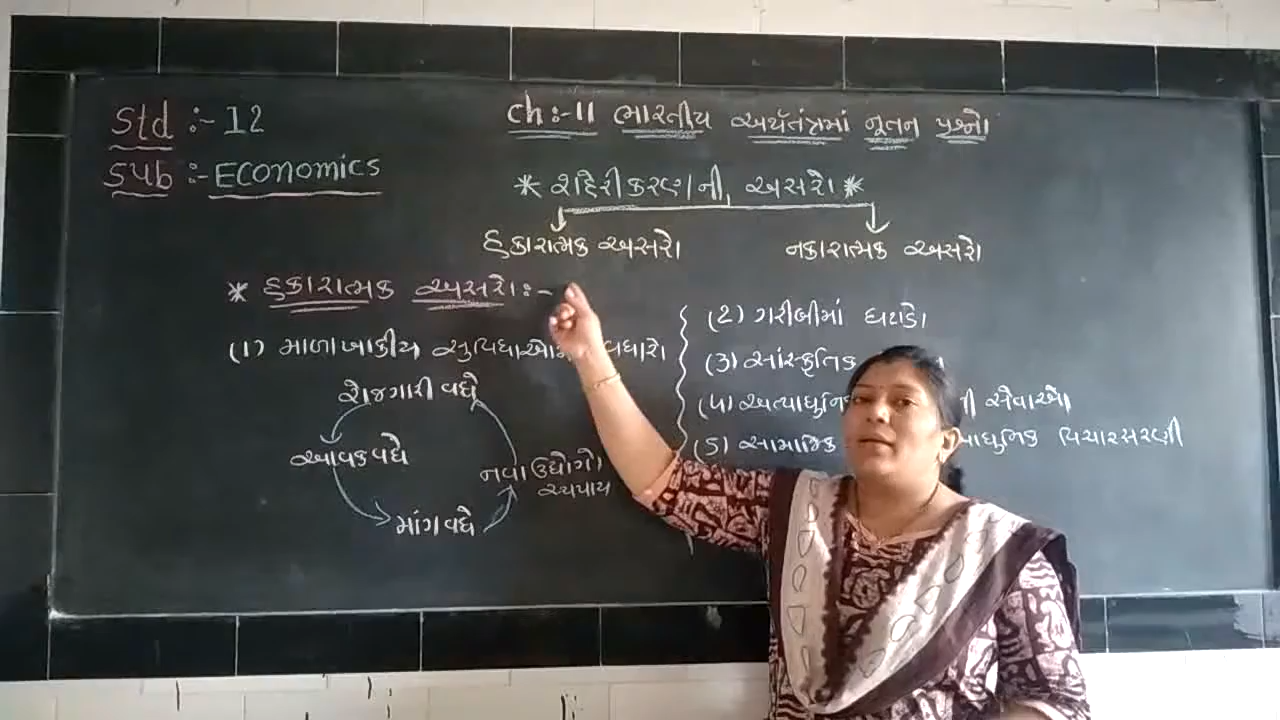 Std :- 12
Sub :- Economics
ch :- 11 ભારતીય અર્થતંત્રમાં નૂતન પ્રશ્નો
* શહેરીકરણની અસરો *
હકારાત્મક અસરો
નકારાત્મક અસરો
* હકારાત્મક અસરો :-
(1) માળખાકીય સુવિધાઓમાં વધારો
રોજગારી વધે
આવક વધે
માંગ વધે
નવા ઉદ્યોગો
સ્થપાય
(2) ગરીબીમાં ઘટાડો
(3) સાંસ્કૃતિક
(4) સેવાઓ
(5) સામાજિક વિચારસરણી